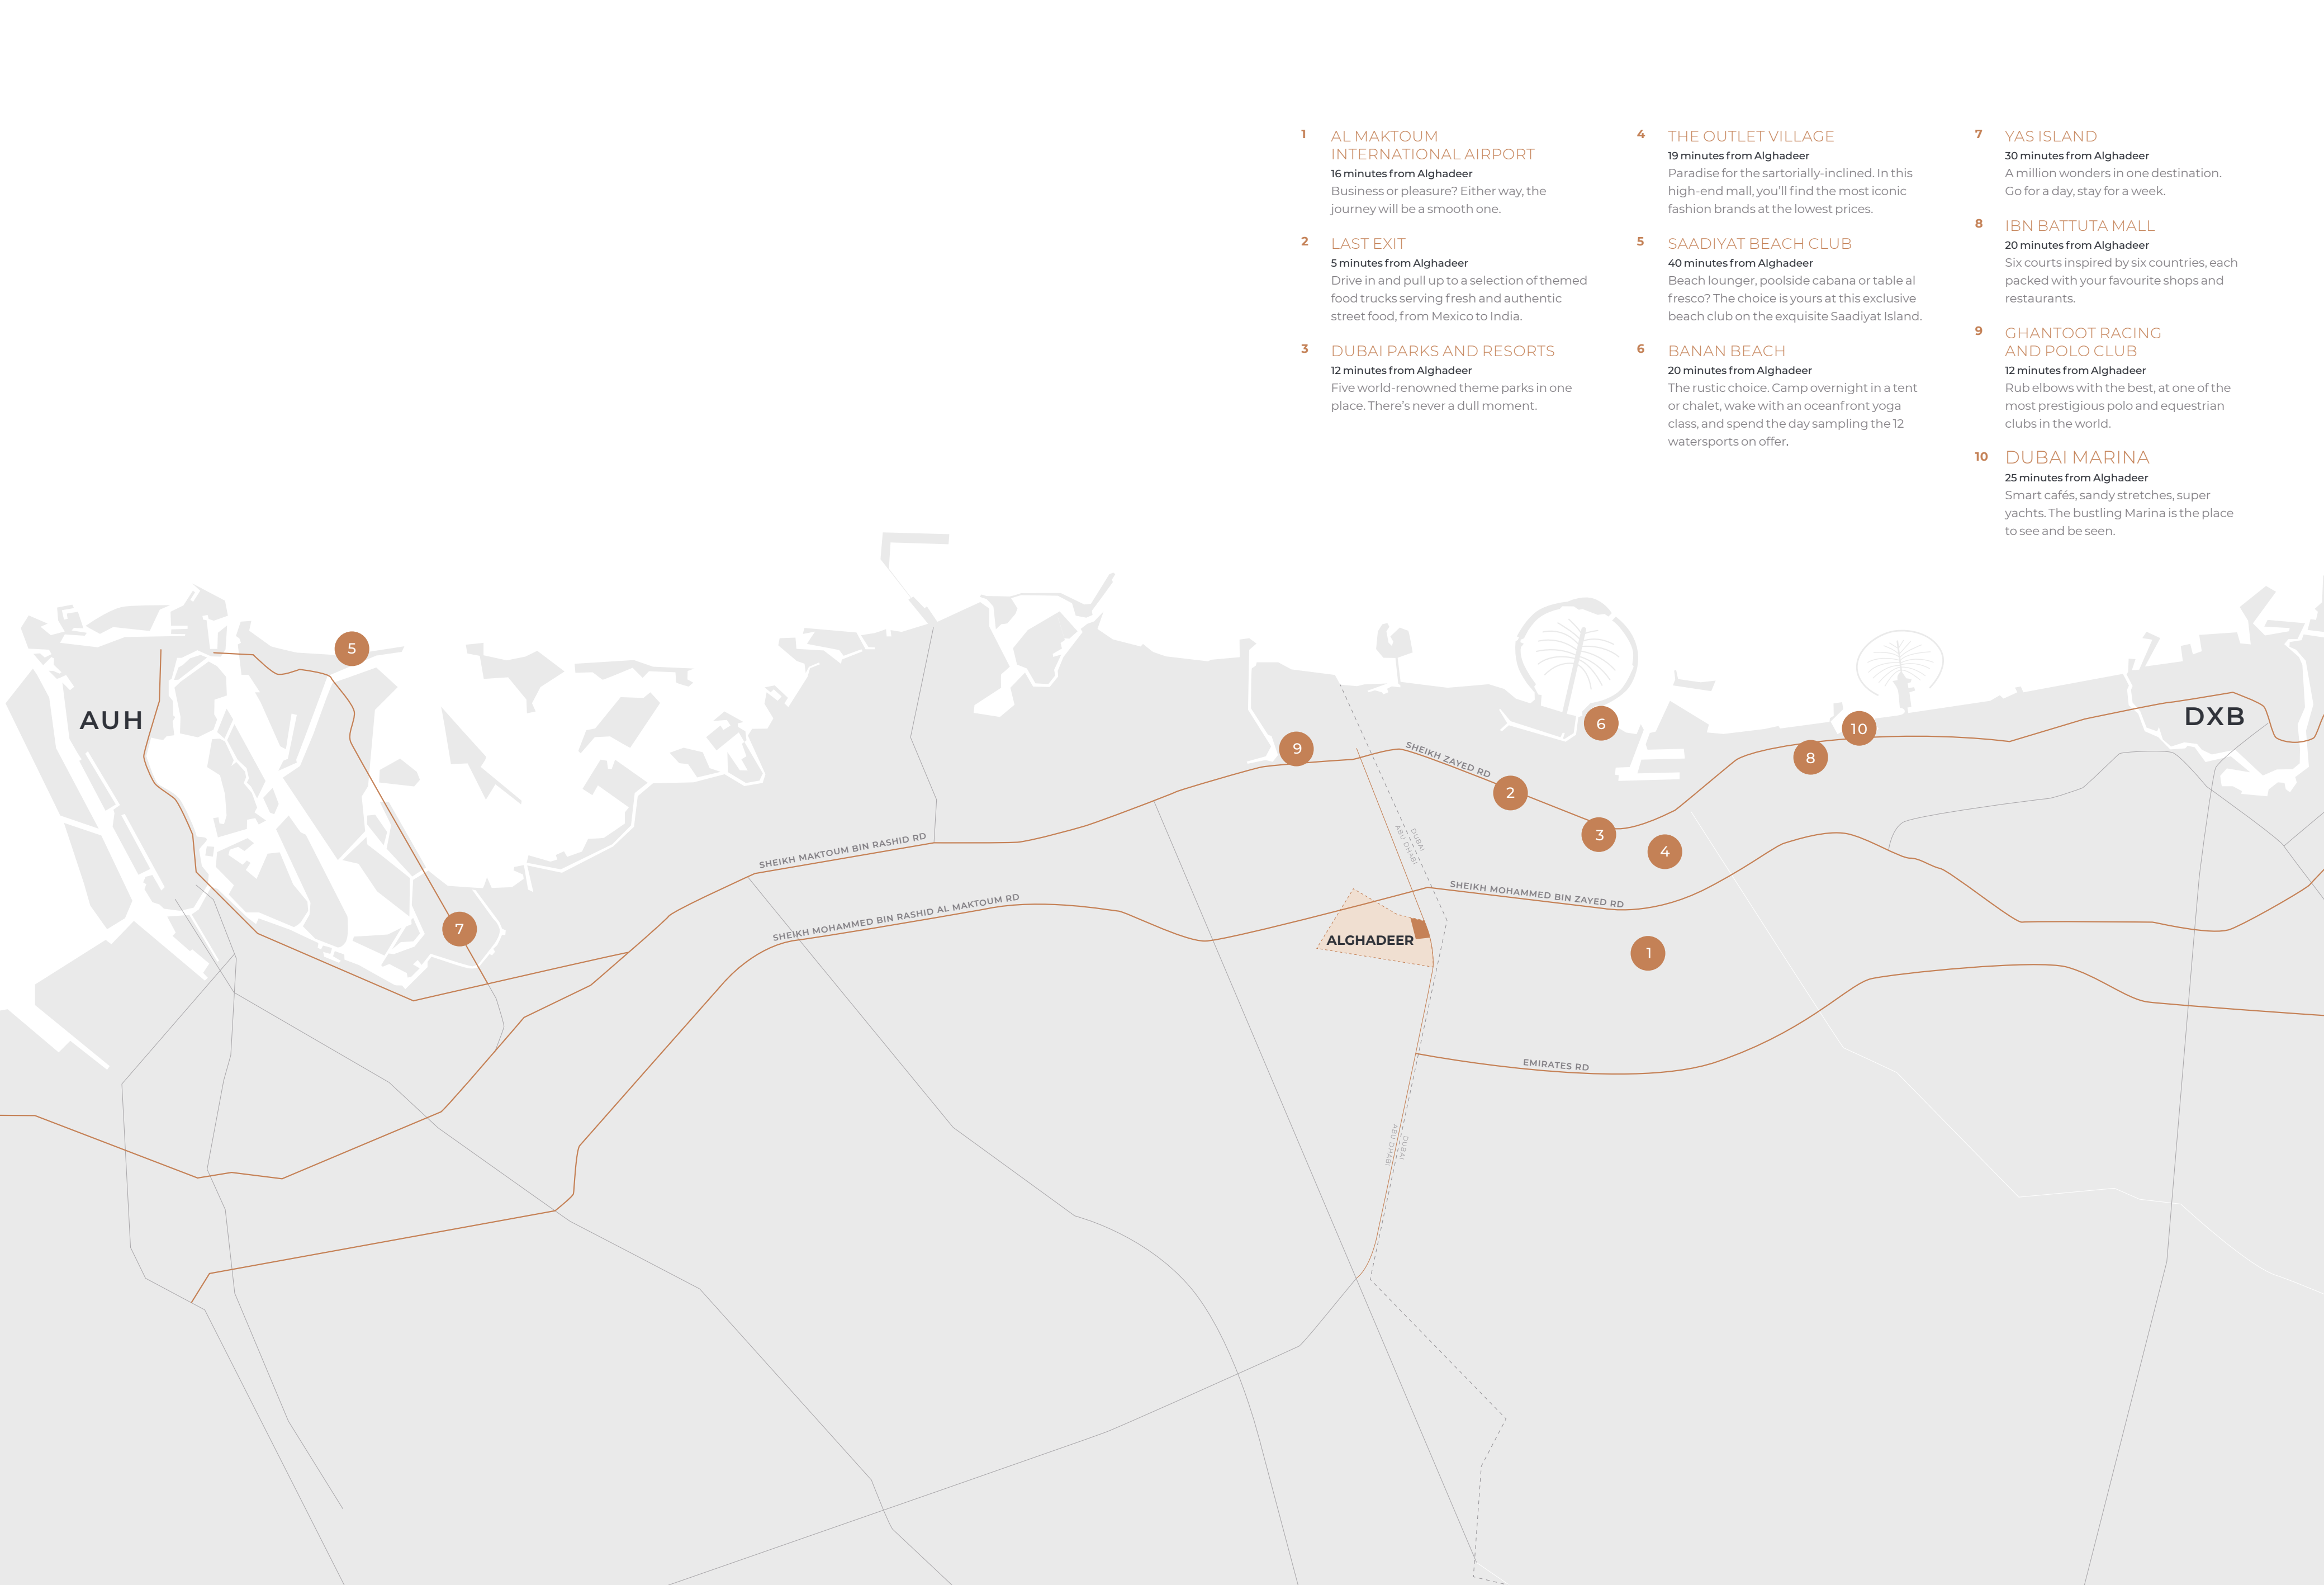 1
AL MAKTOUM
INTERNATIONAL AIRPORT
16 minutes from Alghadeer
Business or pleasure? Either way, the
journey will be a smooth one.
2
LAST EXIT
5 minutes from Alghadeer
Drive in and pull up to a selection of themed
food trucks serving fresh and authentic
street food, from Mexico to India.
3
DUBAI PARKS AND RESORTS
12 minutes from Alghadeer
Five world-renowned theme parks in one
place. There's never a dull moment.
4
THE OUTLET VILLAGE
19 minutes from Alghadeer
Paradise for the sartorially-inclined. In this
high-end mall, you'll find the most iconic
fashion brands at the lowest prices.
5
SAADIYAT BEACH CLUB
40 minutes from Alghadeer
Beach lounger, poolside cabana or table al
fresco? The choice is yours at this exclusive
beach club on the exquisite Saadiyat Island.
6
BANAN BEACH
20 minutes from Alghadeer
The rustic choice. Camp overnight in a tent
or chalet, wake with an oceanfront yoga
class, and spend the day sampling the 12
watersports on offer.
7
YAS ISLAND
30 minutes from Alghadeer
A million wonders in one destination.
Go for a day, stay for a week.
8
IBN BATTUTA MALL
20 minutes from Alghadeer
Six courts inspired by six countries, each
packed with your favourite shops and
restaurants.
9
GHANTOOT RACING
AND POLO CLUB
12 minutes from Alghadeer
Rub elbows with the best, at one of the
most prestigious polo and equestrian
clubs in the world.
10
DUBAI MARINA
25 minutes from Alghadeer
Smart cafés, sandy stretches, super
yachts. The bustling Marina is the place
to see and be seen.
5
AUH
DXB
6
10
9
8
SHEIKH ZAYED RD
2
3
4
DUBAI
ABU DHABI
SHEIKH MAKTOUM BIN RASHID RD
SHEIKH MOHAMMED BIN RASHID AL MAKTOUM RD
SHEIKH MOHAMMED BIN ZAYED RD
7
ALGHADEER
1
EMIRATES RD
ABU DHABI
DUBAI